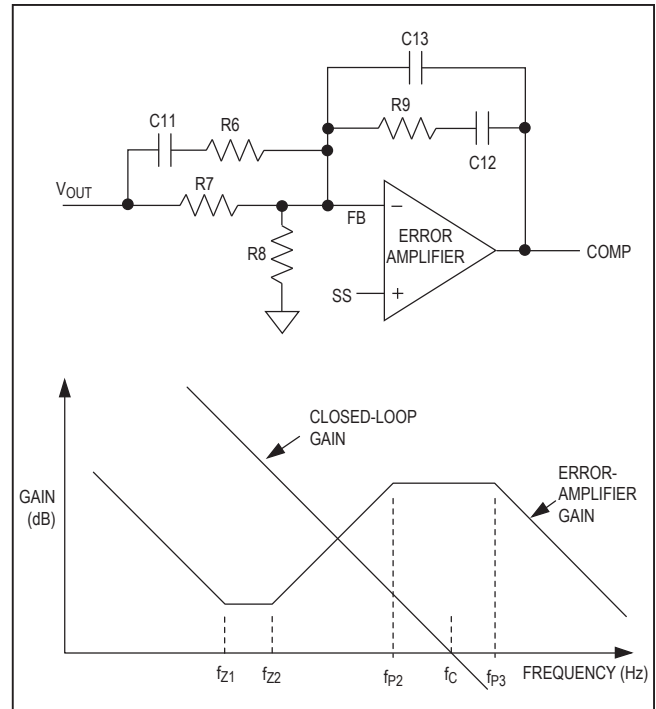 C13
R9
C11
R6
C12
VOUT
R7
FB
−
ERROR
AMPLIFIER
COMP
R8
SS
+
CLOSED-LOOP
GAIN
GAIN
(dB)
ERROR-
AMPLIFIER
GAIN
fZ1
fZ2
fP2
fC
fP3
FREQUENCY (Hz)